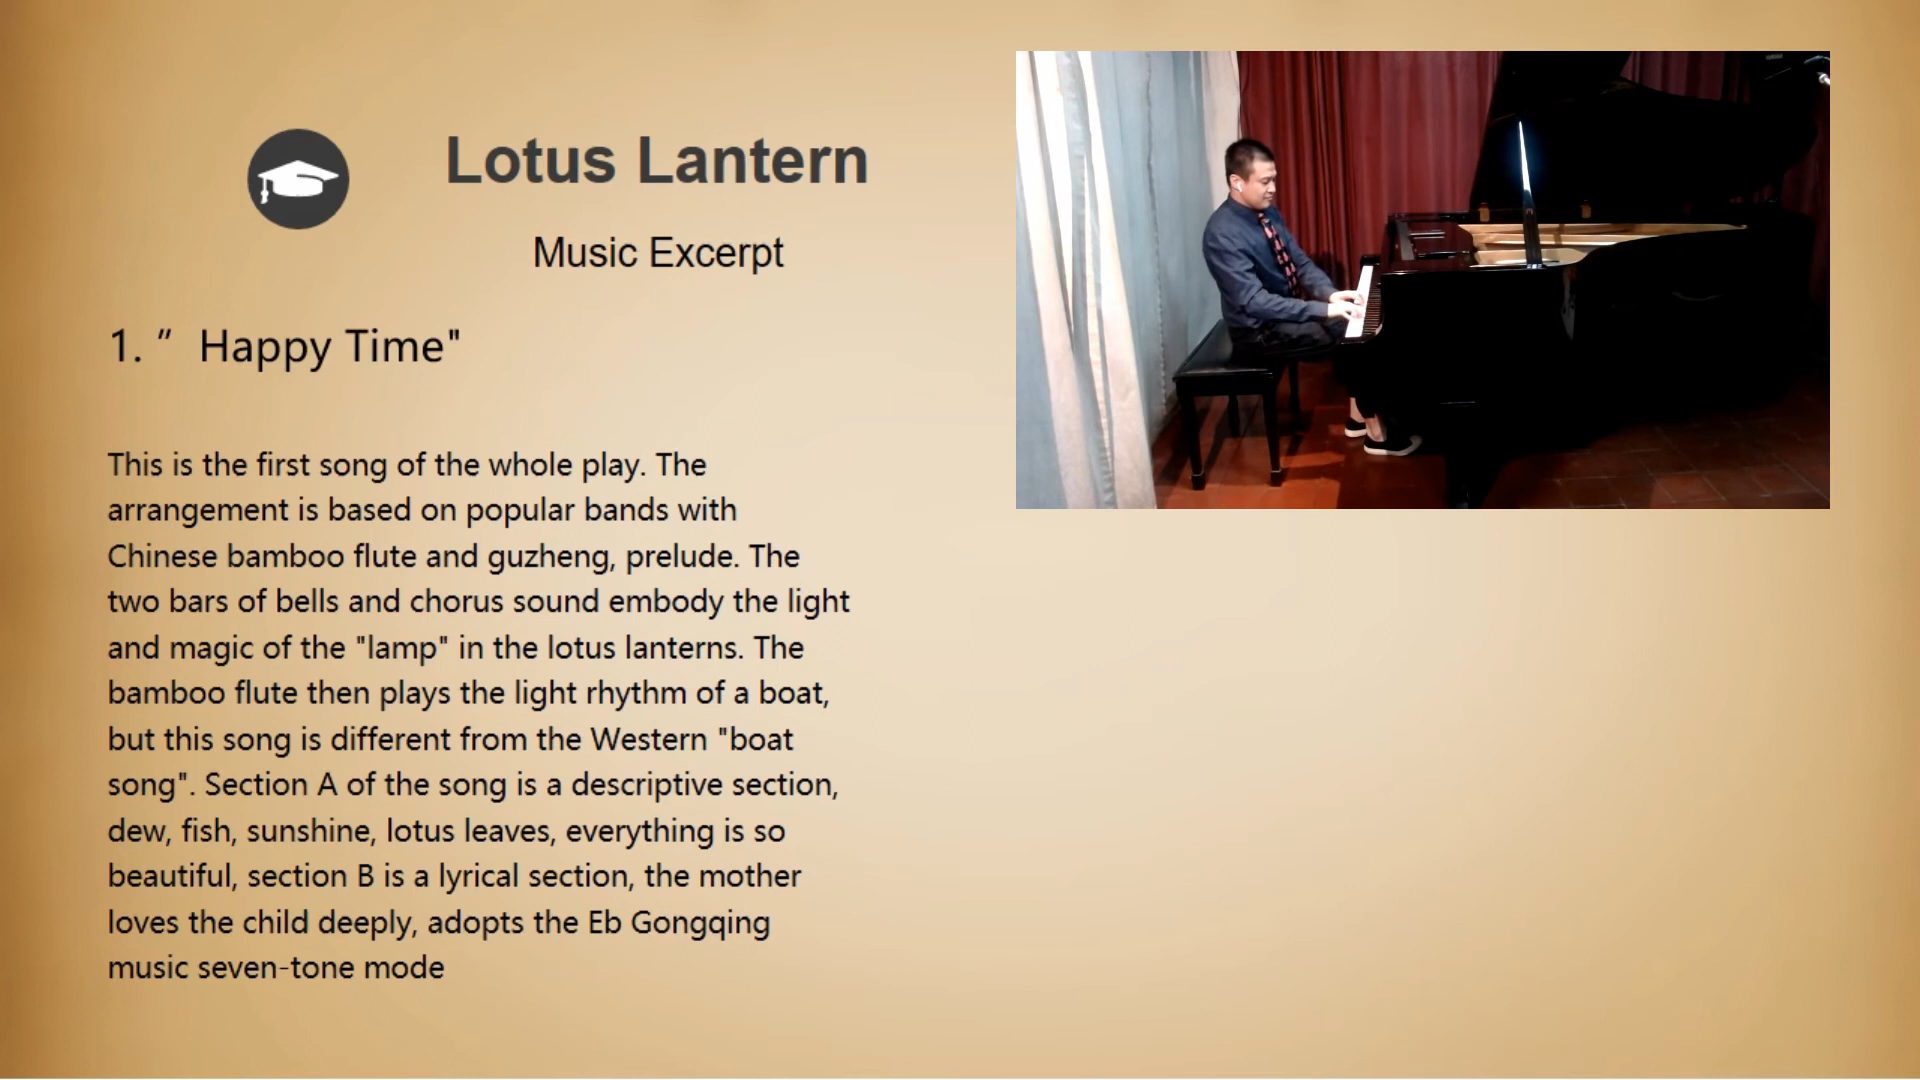 Lotus Lantern
Music Excerpt
1. “ Happy Time"
This is the first song of the whole play. The
arrangement is based on popular bands with
Chinese bamboo flute and guzheng, prelude. The
two bars of bells and chorus sound embody the light
and magic of the "lamp" in the lotus lanterns. The
bamboo flute then plays the light rhythm of a boat,
but this song is different from the Western "boat
song". Section A of the song is a descriptive section,
dew, fish, sunshine, lotus leaves, everything is so
beautiful, section B is a lyrical section, the mother
loves the child deeply, adopts the Eb Gongqing
music seven-tone mode